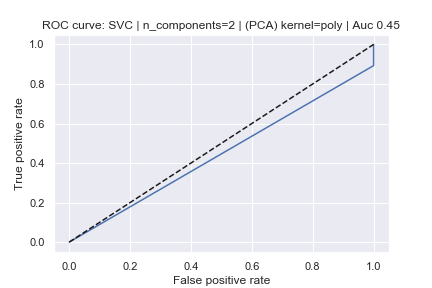 ROC curve: SVC | n_components=2 | (PCA) kernel=poly | Auc 0.45
1.0
0.8
0.6
0.4
0.2
0.0
True positive rate
0.0 0.2 0.4 0.6 0.8 1.0
False positive rate